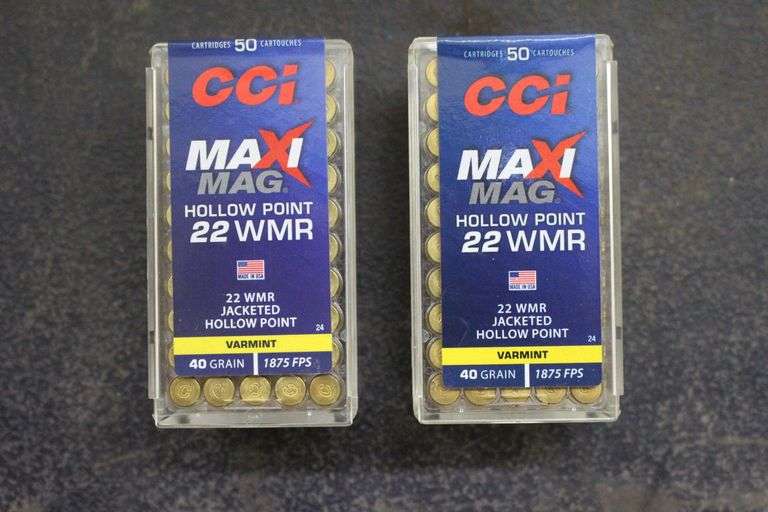 CARTRIDGES 50 CARTOUCHES
CCi
MAXI
MAG®
HOLLOW POINT
22 WMR
MADE IN USA
22 WMR
JACKETED
HOLLOW POINT
24
VARMINT
40 GRAIN 1875 FPS
CARTRIDGES 50 CARTOUCHES
CCi
MAXI
MAG®
HOLLOW POINT
22 WMR
MADE IN USA
22 WMR
JACKETED
HOLLOW POINT
24
VARMINT
40 GRAIN 1875 FPS